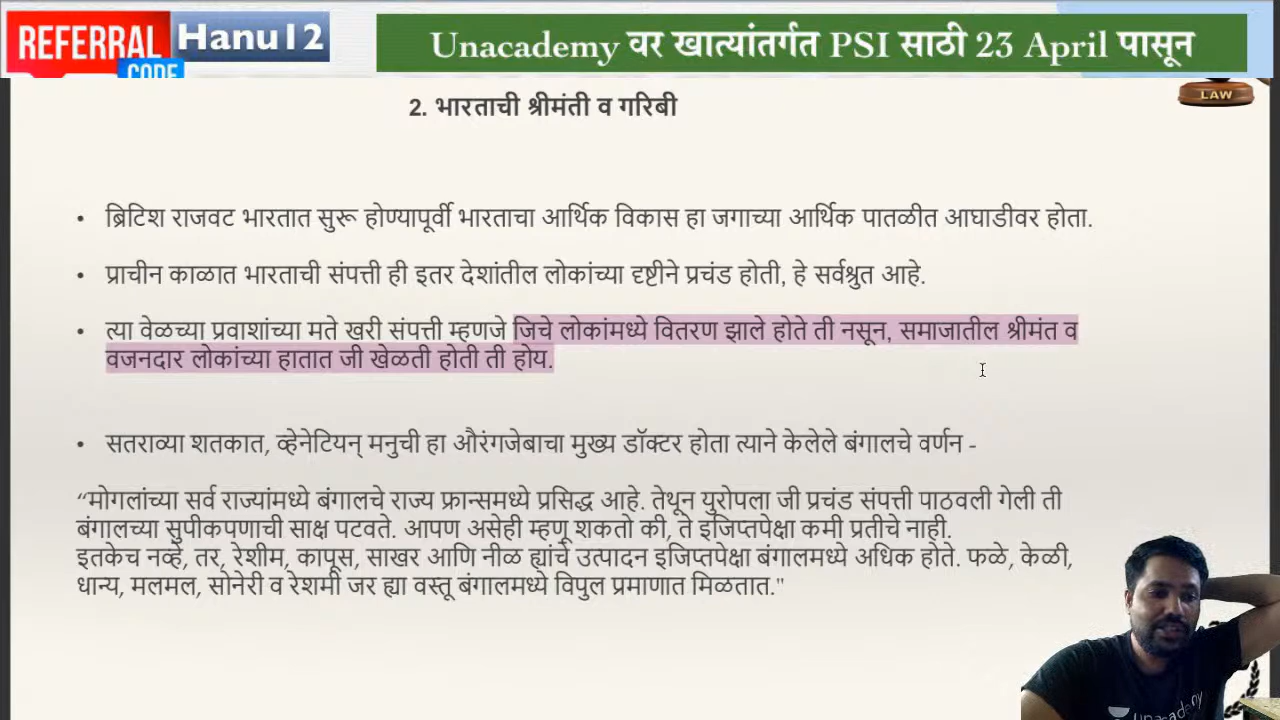 REFERRAL CODE Hanu12
Unacademy वर खात्यांतर्गत PSI साठी 23 April पासून
LAW
2. भारताची श्रीमंती व गरिबी
• ब्रिटिश राजवट भारतात सुरू होण्यापूर्वी भारताचा आर्थिक विकास हा जगाच्या आर्थिक पातळीत आघाडीवर होता.
• प्राचीन काळात भारताची संपत्ती ही इतर देशांतील लोकांच्या दृष्टीने प्रचंड होती, हे सर्वश्रुत आहे.
• त्या वेळच्या प्रवाशांच्या मते खरी संपत्ती म्हणजे जिचे लोकांमध्ये वितरण झाले होते ती नसून, समाजातील श्रीमंत व
वजनदार लोकांच्या हातात जी खेळती होती ती होय.
• सतराव्या शतकात, व्हेनेटियन् मनुची हा औरंगजेबाचा मुख्य डॉक्टर होता त्याने केलेले बंगालचे वर्णन -
“मोगलांच्या सर्व राज्यांमध्ये बंगालचे राज्य फ्रान्समध्ये प्रसिद्ध आहे. तेथून युरोपला जी प्रचंड संपत्ती पाठवली गेली ती
बंगालच्या सुपीकपणाची साक्ष पटवते. आपण असेही म्हणू शकतो की, ते इजिप्तपेक्षा कमी प्रतीचे नाही.
इतकेच नव्हे, तर, रेशीम, कापूस, साखर आणि नीळ ह्यांचे उत्पादन इजिप्तपेक्षा बंगालमध्ये अधिक होते. फळे, केळी,
धान्य, मलमल, सोनेरी व रेशमी जर ह्या वस्तू बंगालमध्ये विपुल प्रमाणात मिळतात."
unacademy